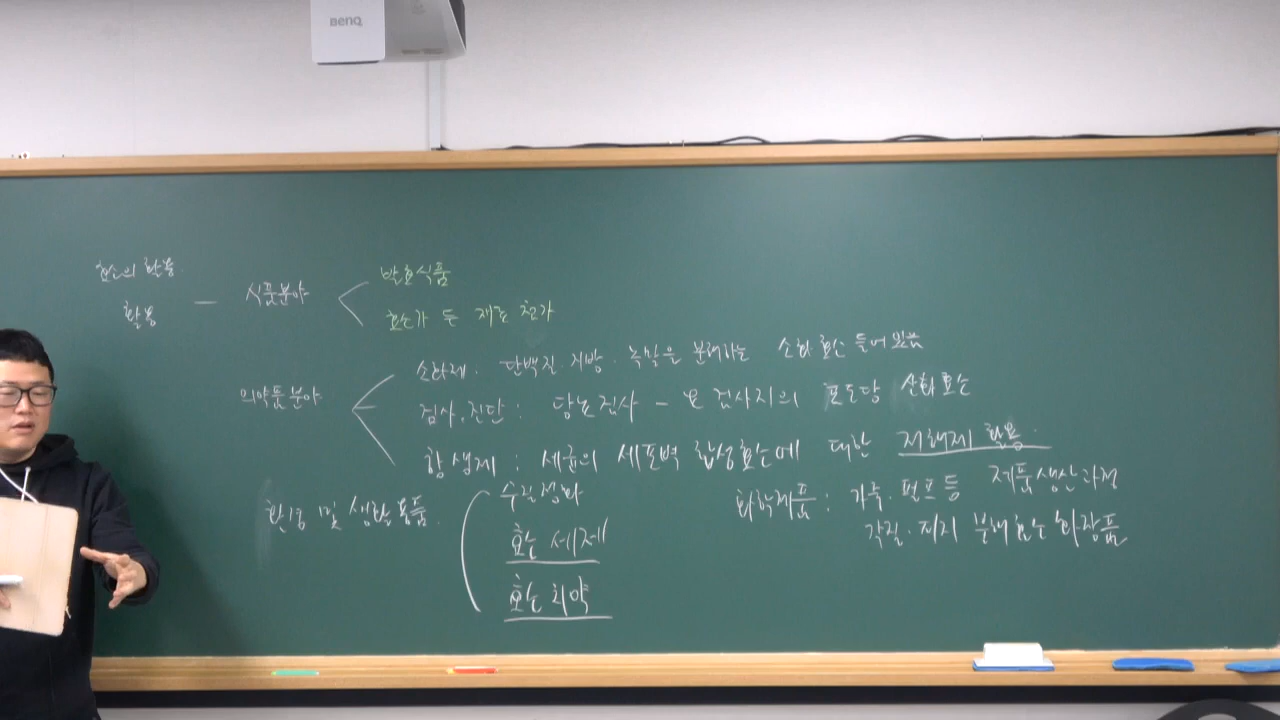 BenQ
효소의 활용
활용 - 식품분야
발효식품
효소가 든 재료 첨가
의약품분야
소화제. 단백질.지방.녹말을 분해하는 소화효소 들어있음
검사.진단: 당뇨검사 - 뇨검사지의 포도당 산화효소
항생제: 세균의 세포벽 합성효소에 대한 저해제 활용.
환경 및 생활용품.
수질정화
효소 세제
효소 치약
화학제품: 가죽.펄프 등 제품생산과정
각질.피지 분해효소 화장품